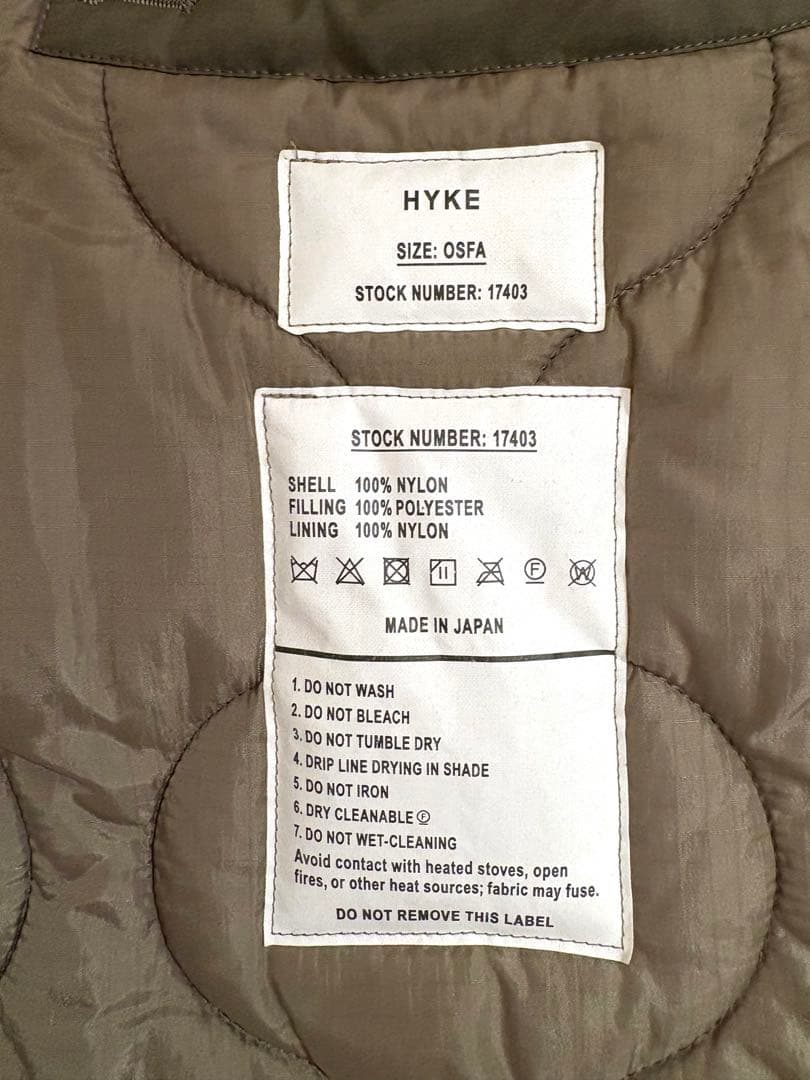 HYKE
SIZE: OSFA
STOCK NUMBER: 17403
STOCK NUMBER: 17403
SHELL 100% NYLON
FILLING 100% POLYESTER
LINING 100% NYLON
F W
MADE IN JAPAN
1. DO NOT WASH
2. DO NOT BLEACH
3. DO NOT TUMBLE DRY
4. DRIP LINE DRYING IN SHADE
5. DO NOT IRON
6. DRY CLEANABLE Ⓕ
7. DO NOT WET-CLEANING
Avoid contact with heated stoves, open
fires, or other heat sources; fabric may fuse.
DO NOT REMOVE THIS LABEL